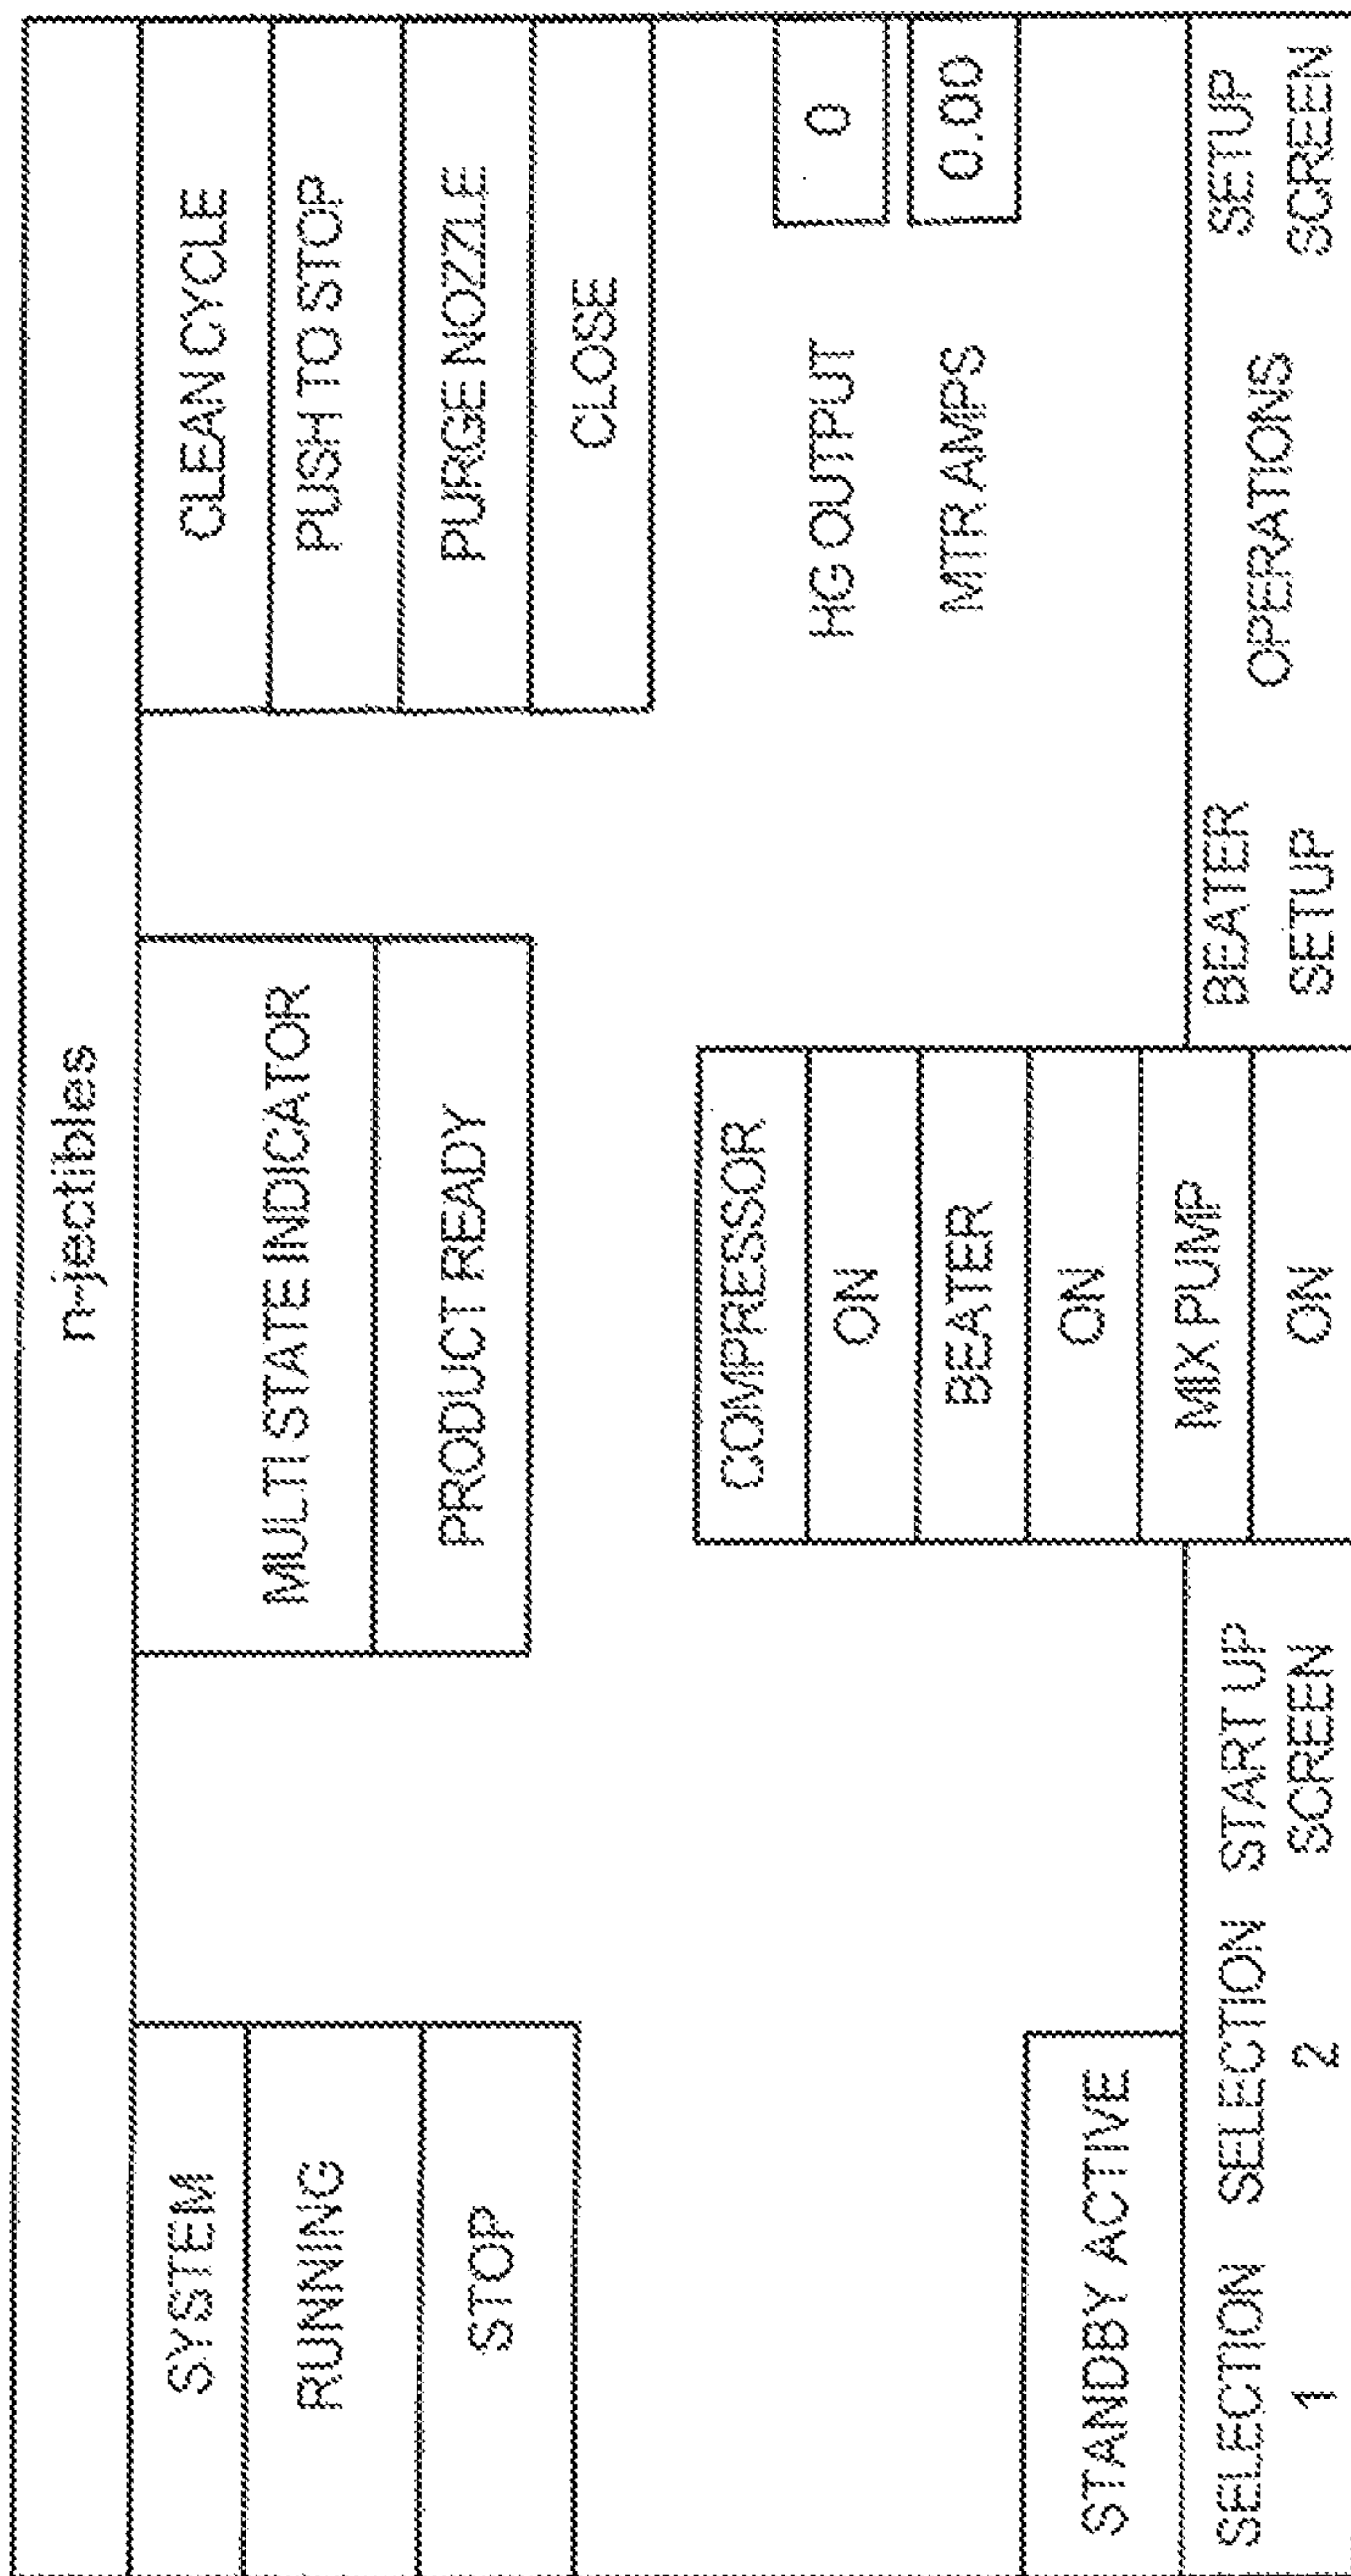 n-jectibles
SYSTEM
RUNNING
STOP
MULTI STATE INDICATOR
PRODUCT READY
CLEAN CYCLE
PUSH TO STOP
PURGE NOZZLE
CLOSE
COMPRESSOR
ON
BEATER
ON
MIX PUMP
ON
HG OUTPUT 0
MTR AMPS 0.00
STANDBY ACTIVE
SELECTION
1
SELECTION
2
START UP
SCREEN
BEATER
SETUP
OPERATIONS
SETUP
SCREEN